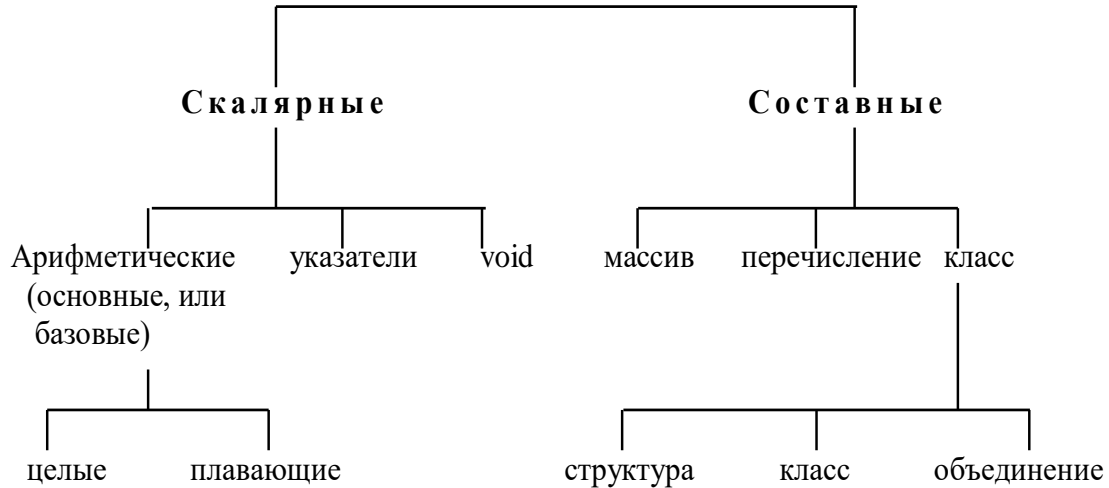 Скалярные Составные
Арифметические указатели void массив перечисление класс
(основные, или
базовые)
целые плавающие структура класс объединение